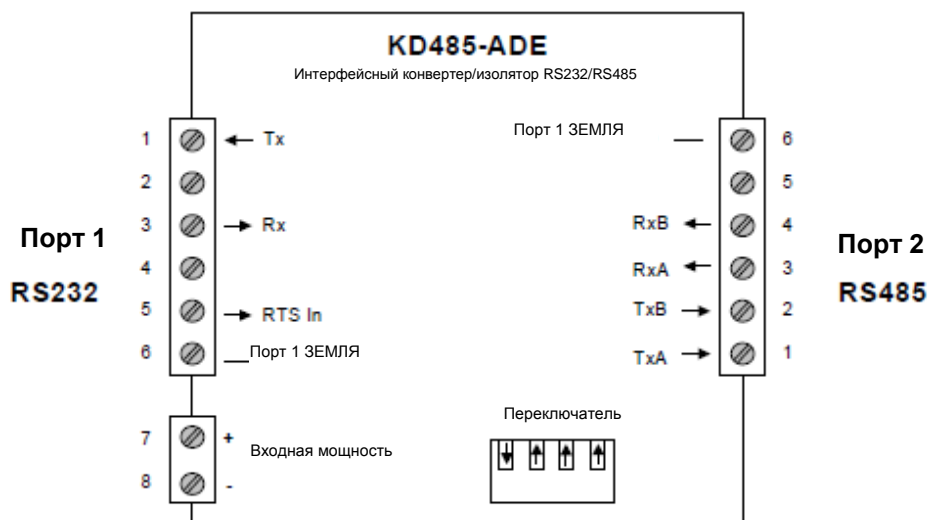 KD485-ADE
Интерфейсный конвертер/изолятор RS232/RS485
Порт 1
RS232
1
Tx
2
3
Rx
4
5
RTS In
6
Порт 1 ЗЕМЛЯ
7
+
Входная мощность
8
-
Порт 1 ЗЕМЛЯ
6
5
RxB
4
RxA
3
TxB
2
TxA
1
Порт 2
RS485
Переключатель